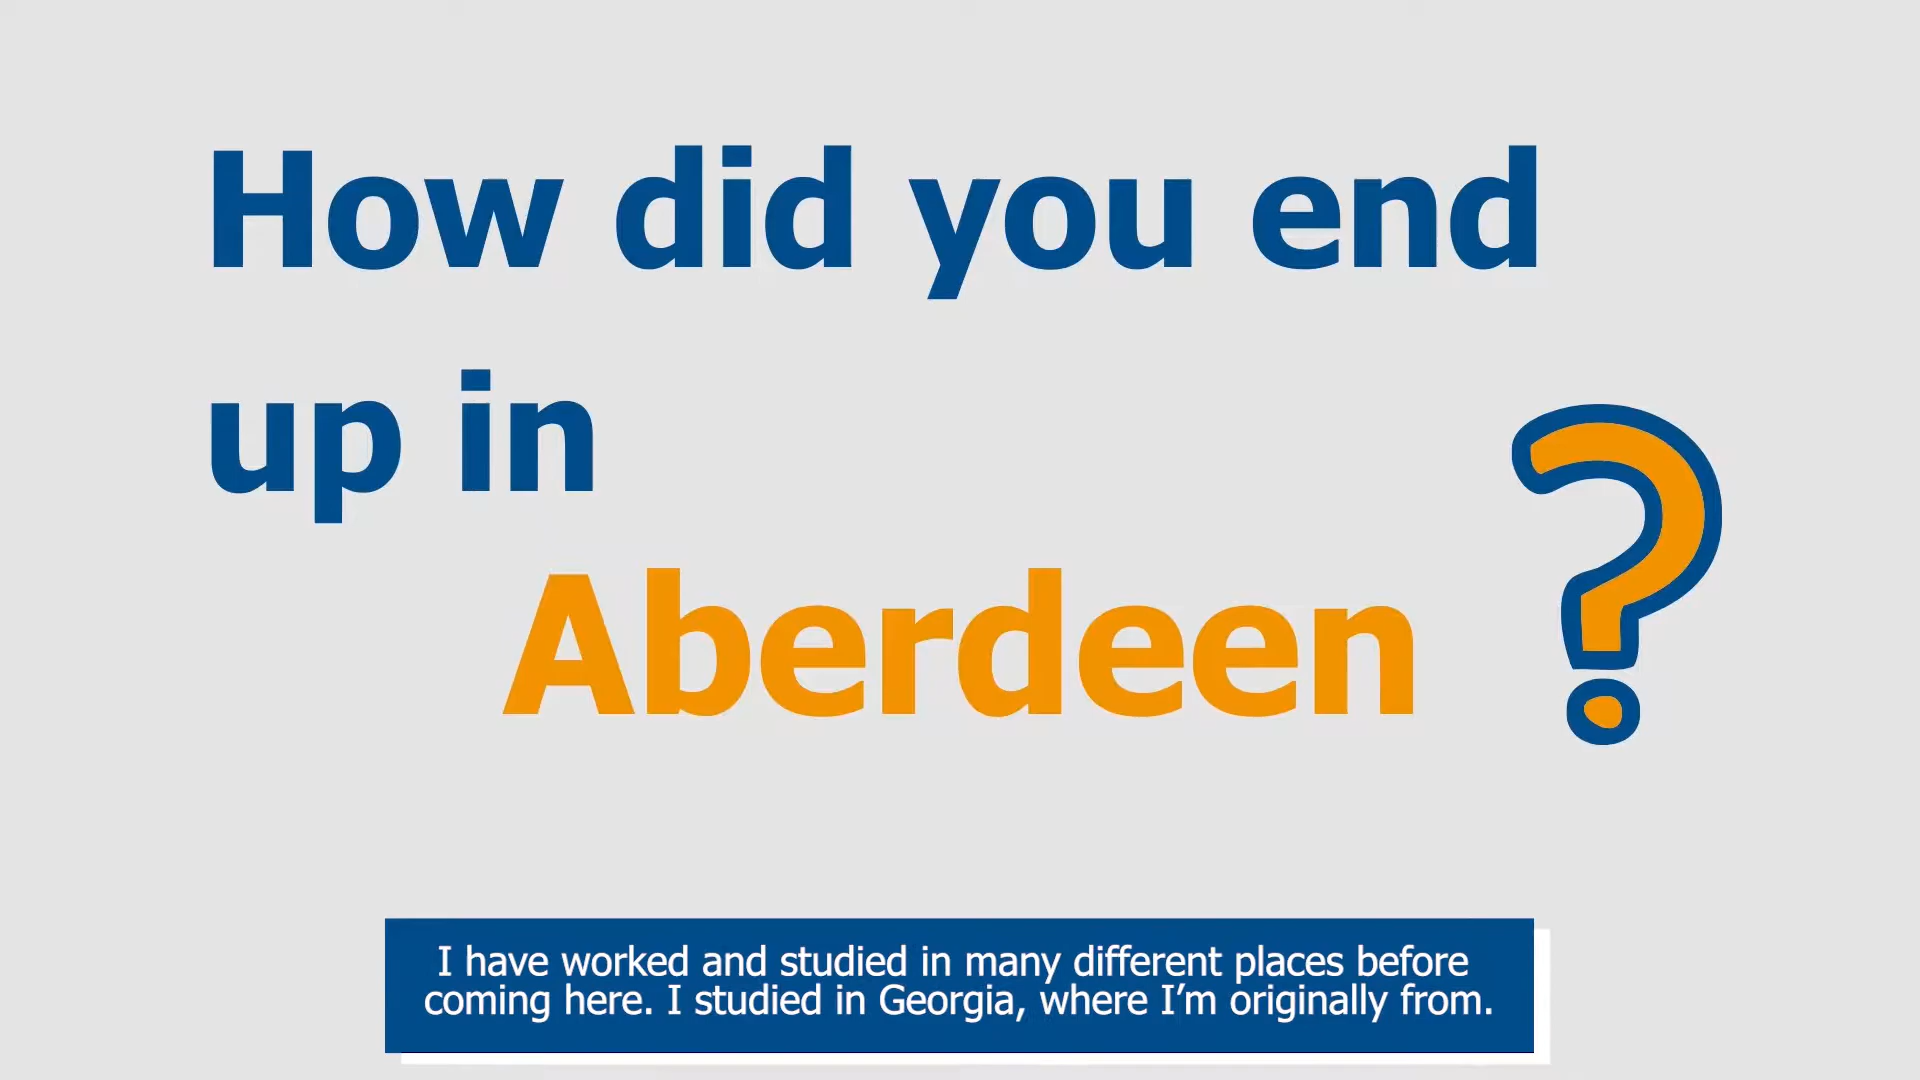 How did you end
up in
Aberdeen ?
I have worked and studied in many different places before
coming here. I studied in Georgia, where I’m originally from.